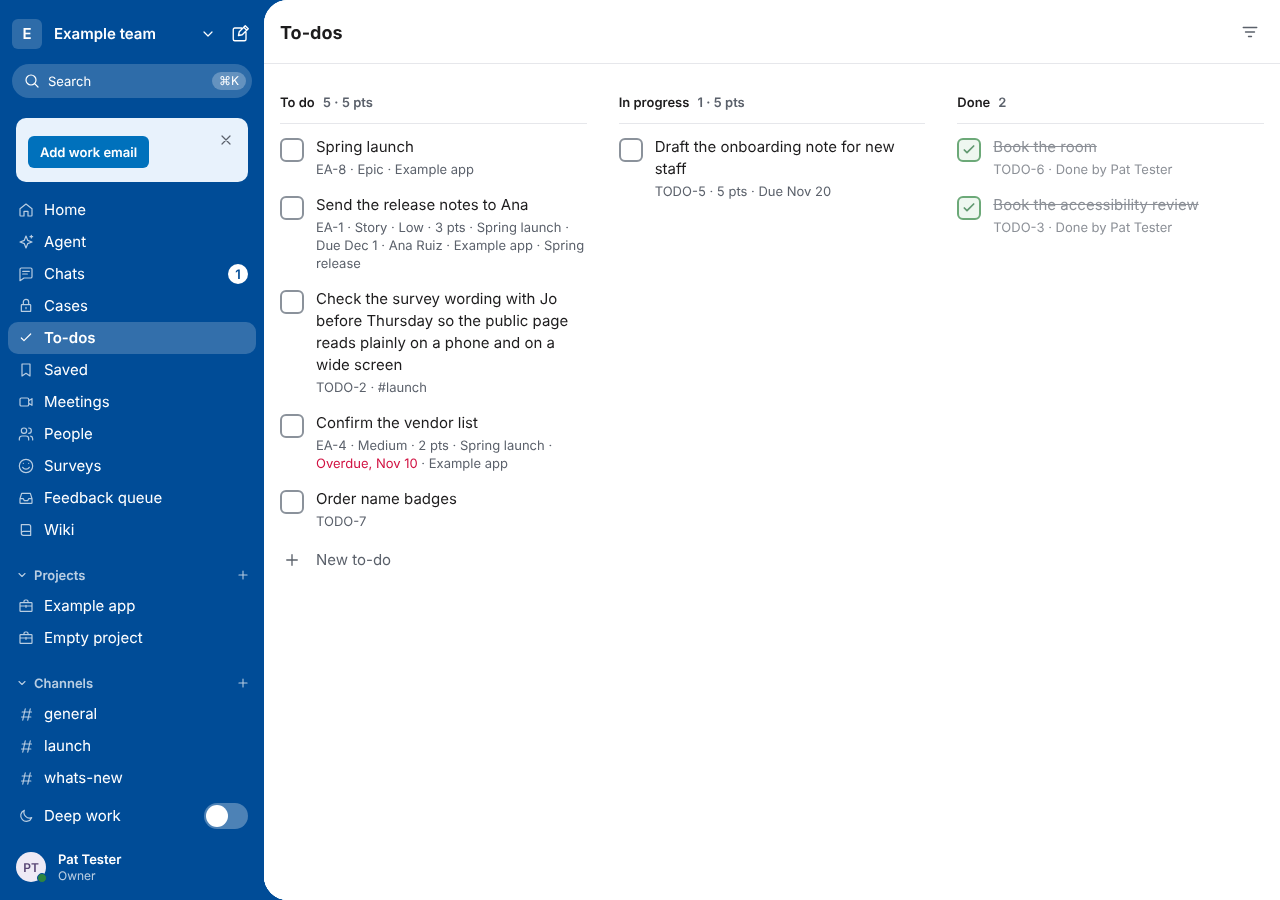 E
Example team
Search
⌘K
Add work email
Home
Agent
Chats
1
Cases
To-dos
Saved
Meetings
People
Surveys
Feedback queue
Wiki
Projects
Example app
Empty project
Channels
general
launch
whats-new
Deep work
PT
Pat Tester
Owner
To-dos
To do 5 · 5 pts
Spring launch
EA-8 · Epic · Example app
Send the release notes to Ana
EA-1 · Story · Low · 3 pts · Spring launch ·
Due Dec 1 · Ana Ruiz · Example app · Spring
release
Check the survey wording with Jo
before Thursday so the public page
reads plainly on a phone and on a
wide screen
TODO-2 · #launch
Confirm the vendor list
EA-4 · Medium · 2 pts · Spring launch ·
Overdue, Nov 10 · Example app
Order name badges
TODO-7
New to-do
In progress 1 · 5 pts
Draft the onboarding note for new
staff
TODO-5 · 5 pts · Due Nov 20
Done 2
Book the room
TODO-6 · Done by Pat Tester
Book the accessibility review
TODO-3 · Done by Pat Tester